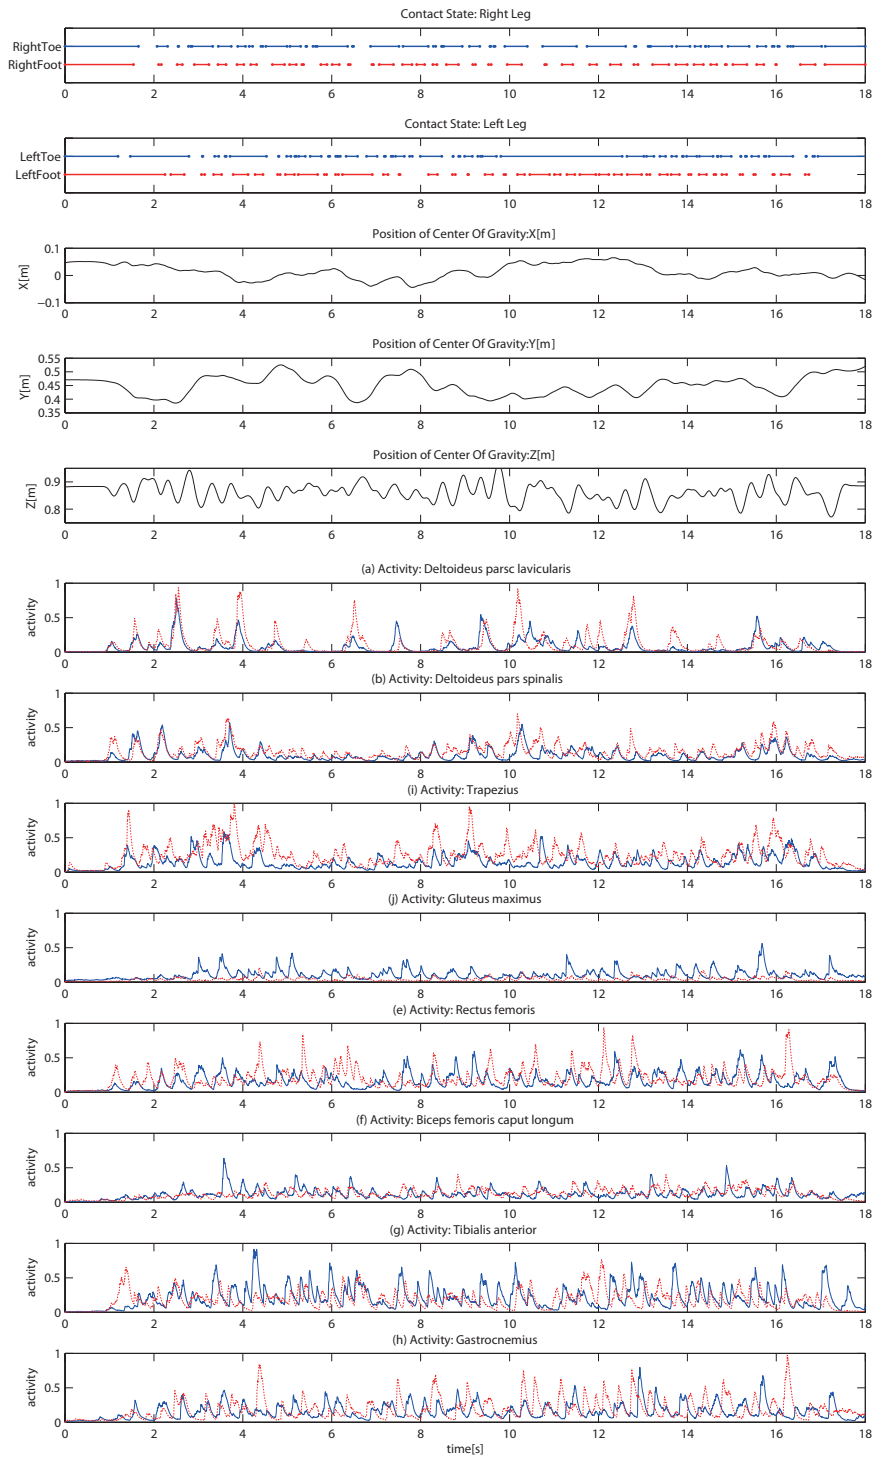 Contact State: Right Leg
RightToe
RightFoot
0 2 4 6 8 10 12 14 16 18
Contact State: Left Leg
LeftToe
LeftFoot
0 2 4 6 8 10 12 14 16 18
Position of Center Of Gravity:X[m]
X[m]
0.1
0
−0.1
0 2 4 6 8 10 12 14 16 18
Position of Center Of Gravity:Y[m]
Y[m]
0.55
0.5
0.45
0.4
0.35
0 2 4 6 8 10 12 14 16 18
Position of Center Of Gravity:Z[m]
Z[m]
0.9
0.8
0 2 4 6 8 10 12 14 16 18
(a) Activity: Deltoideus parsc lavicularis
activity
1
0.5
0
0 2 4 6 8 10 12 14 16 18
(b) Activity: Deltoideus pars spinalis
activity
1
0.5
0
0 2 4 6 8 10 12 14 16 18
(i) Activity: Trapezius
activity
1
0.5
0
0 2 4 6 8 10 12 14 16 18
(j) Activity: Gluteus maximus
activity
1
0.5
0
0 2 4 6 8 10 12 14 16 18
(e) Activity: Rectus femoris
activity
1
0.5
0
0 2 4 6 8 10 12 14 16 18
(f) Activity: Biceps femoris caput longum
activity
1
0.5
0
0 2 4 6 8 10 12 14 16 18
(g) Activity: Tibialis anterior
activity
1
0.5
0
0 2 4 6 8 10 12 14 16 18
(h) Activity: Gastrocnemius
activity
1
0.5
0
0 2 4 6 8 10 12 14 16 18
time[s]